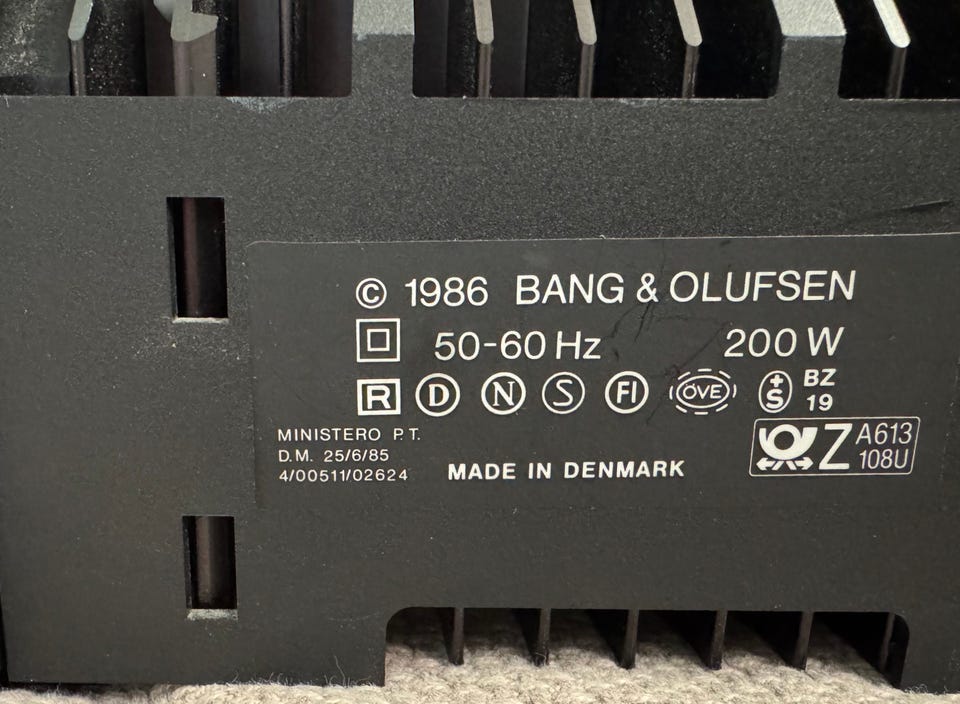 © 1986 BANG & OLUFSEN
50-60 Hz 200 W
R D N S FI ÖVE +S BZ 19
MINISTERO P.T.
D.M. 25/6/85
4/00511/02624
MADE IN DENMARK
Z A613 108U